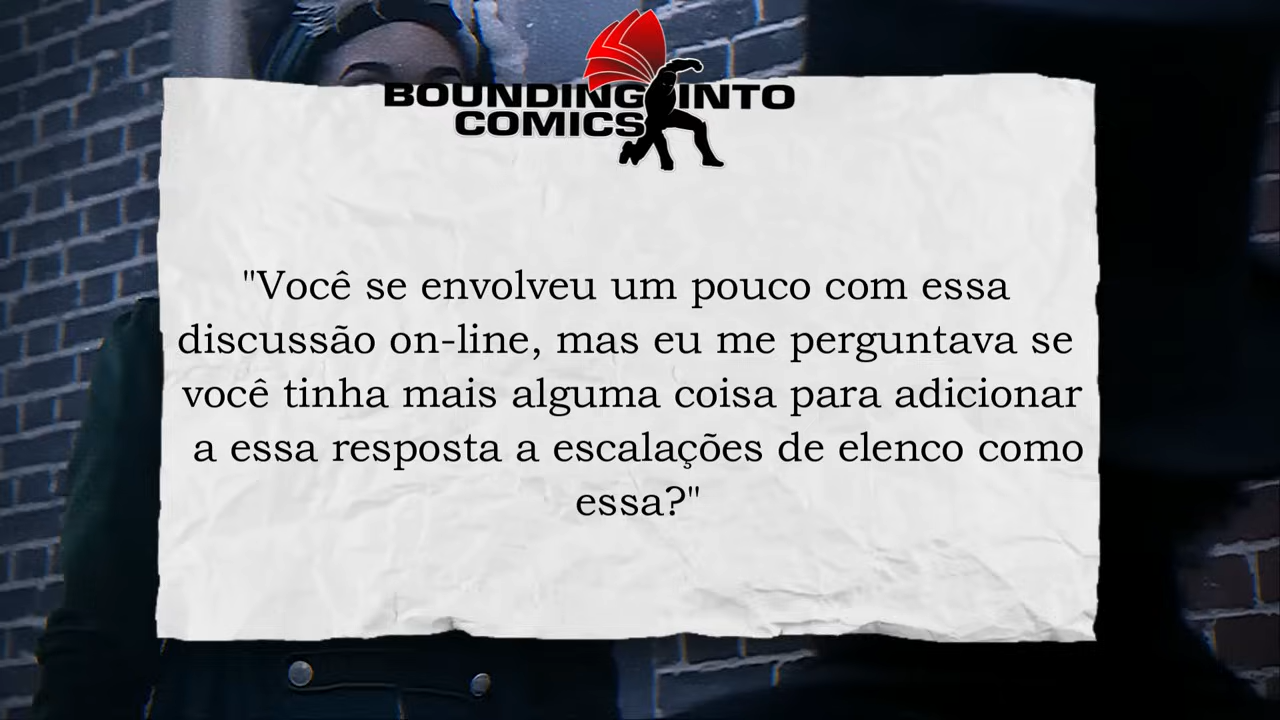 BOUNDING INTO
COMICS
"Você se envolveu um pouco com essa
discussão on-line, mas eu me perguntava se
você tinha mais alguma coisa para adicionar
a essa resposta a escalações de elenco como
essa?"